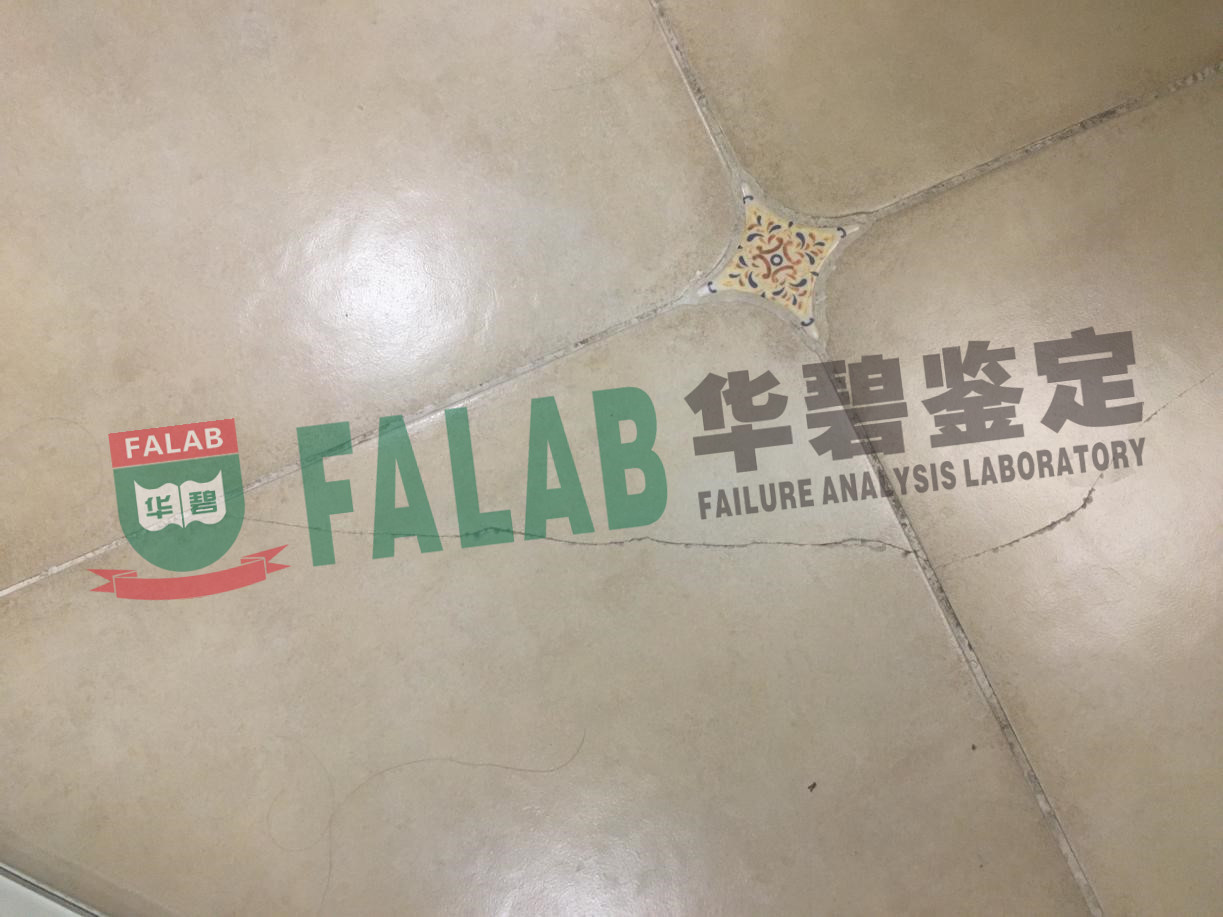 FALAB
华碧
FALAB
华碧鉴定
FAILURE ANALYSIS LABORATORY